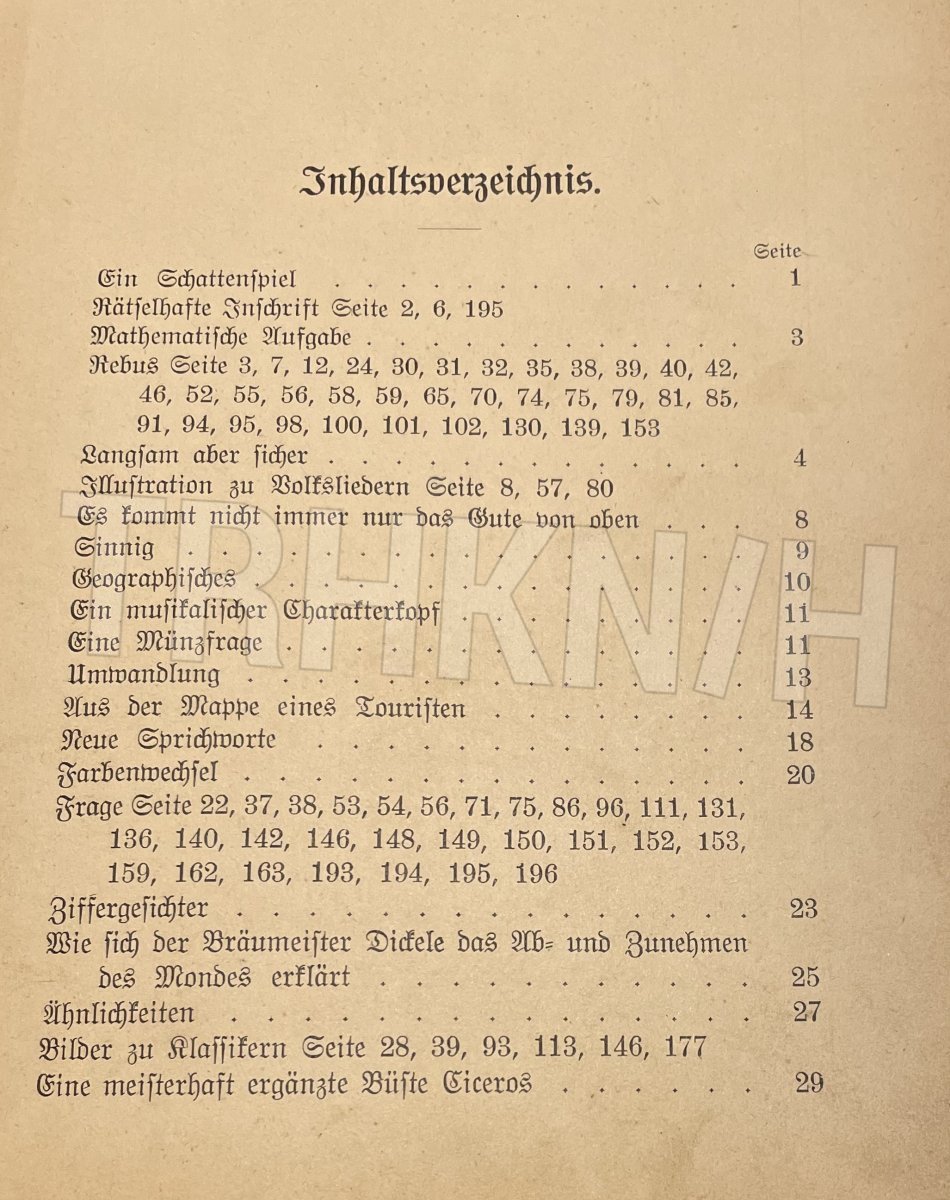 Inhaltsverzeichnis.
Seite
Ein Schattenspiel . . . . . . . . . . . . . 1
Rätselhafte Inschrift Seite 2, 6, 195
Mathematische Aufgabe . . . . . . . . . . . . 3
Rebus Seite 3, 7, 12, 24, 30, 31, 32, 35, 38, 39, 40, 42,
46, 52, 55, 56, 58, 59, 65, 70, 74, 75, 79, 81, 85,
91, 94, 95, 98, 100, 101, 102, 130, 139, 153
Langsam aber sicher . . . . . . . . . . . . . 4
Illustration zu Volksliedern Seite 8, 57, 80
Es kommt nicht immer nur das Gute von oben . . . 8
Sinnig . . . . . . . . . . . . . . . . . 9
Geographisches . . . . . . . . . . . . . . . 10
Ein musikalischer Charakterkopf . . . . . . . . . 11
Eine Münzfrage . . . . . . . . . . . . . . 11
Umwandlung . . . . . . . . . . . . . . . 13
Aus der Mappe eines Touristen . . . . . . . . 14
Neue Sprichworte . . . . . . . . . . . . . 18
Farbenwechsel . . . . . . . . . . . . . . . 20
Frage Seite 22, 37, 38, 53, 54, 56, 71, 75, 86, 96, 111, 131,
136, 140, 142, 146, 148, 149, 150, 151, 152, 153,
159, 162, 163, 193, 194, 195, 196
Ziffergesichter . . . . . . . . . . . . . . . 23
Wie sich der Bräumeister Dickele das Ab- und Zunehmen
des Mondes erklärt . . . . . . . . . . . 25
Ähnlichkeiten . . . . . . . . . . . . . . . 27
Bilder zu Klassikern Seite 28, 39, 93, 113, 146, 177
Eine meisterhaft ergänzte Büste Ciceros . . . . . . 29
TRHKN/H